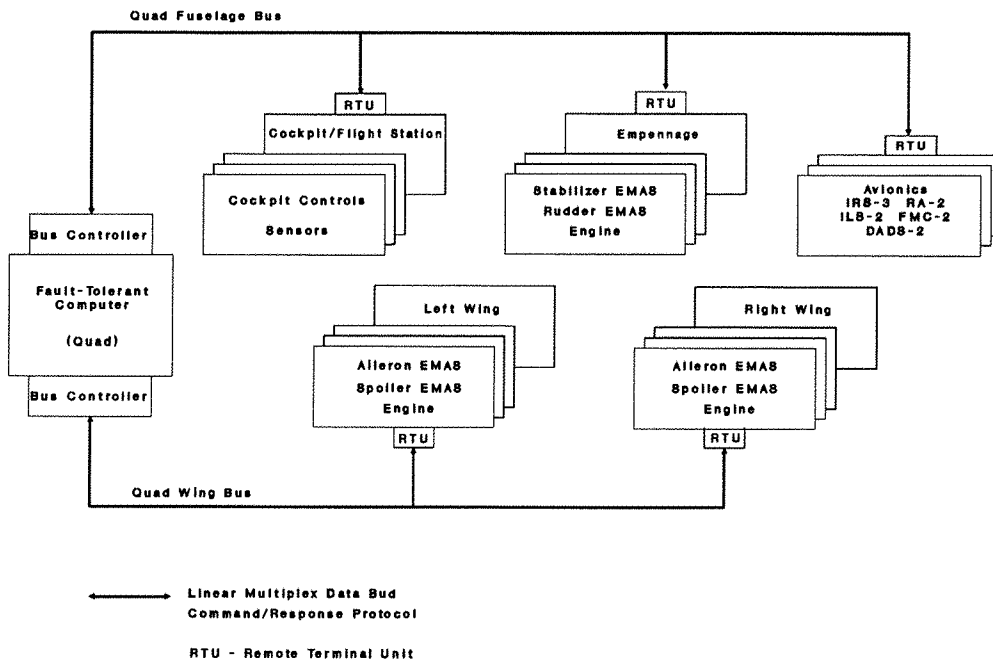 Quad Fuselage Bus
RTU
Cockpit/Flight Station
Cockpit Controls
Sensors
RTU
Empennage
Stabilizer EMAS
Rudder EMAS
Engine
RTU
Avionics
IRS-3 RA-2
ILS-2 FMC-2
DADS-2
Bus Controller
Fault-Tolerant
Computer
(Quad)
Bus Controller
Left Wing
Aileron EMAS
Spoiler EMAS
Engine
RTU
Right Wing
Aileron EMAS
Spoiler EMAS
Engine
RTU
Quad Wing Bus
Linear Multiplex Data Bud
Command/Response Protocol
RTU - Remote Terminal Unit